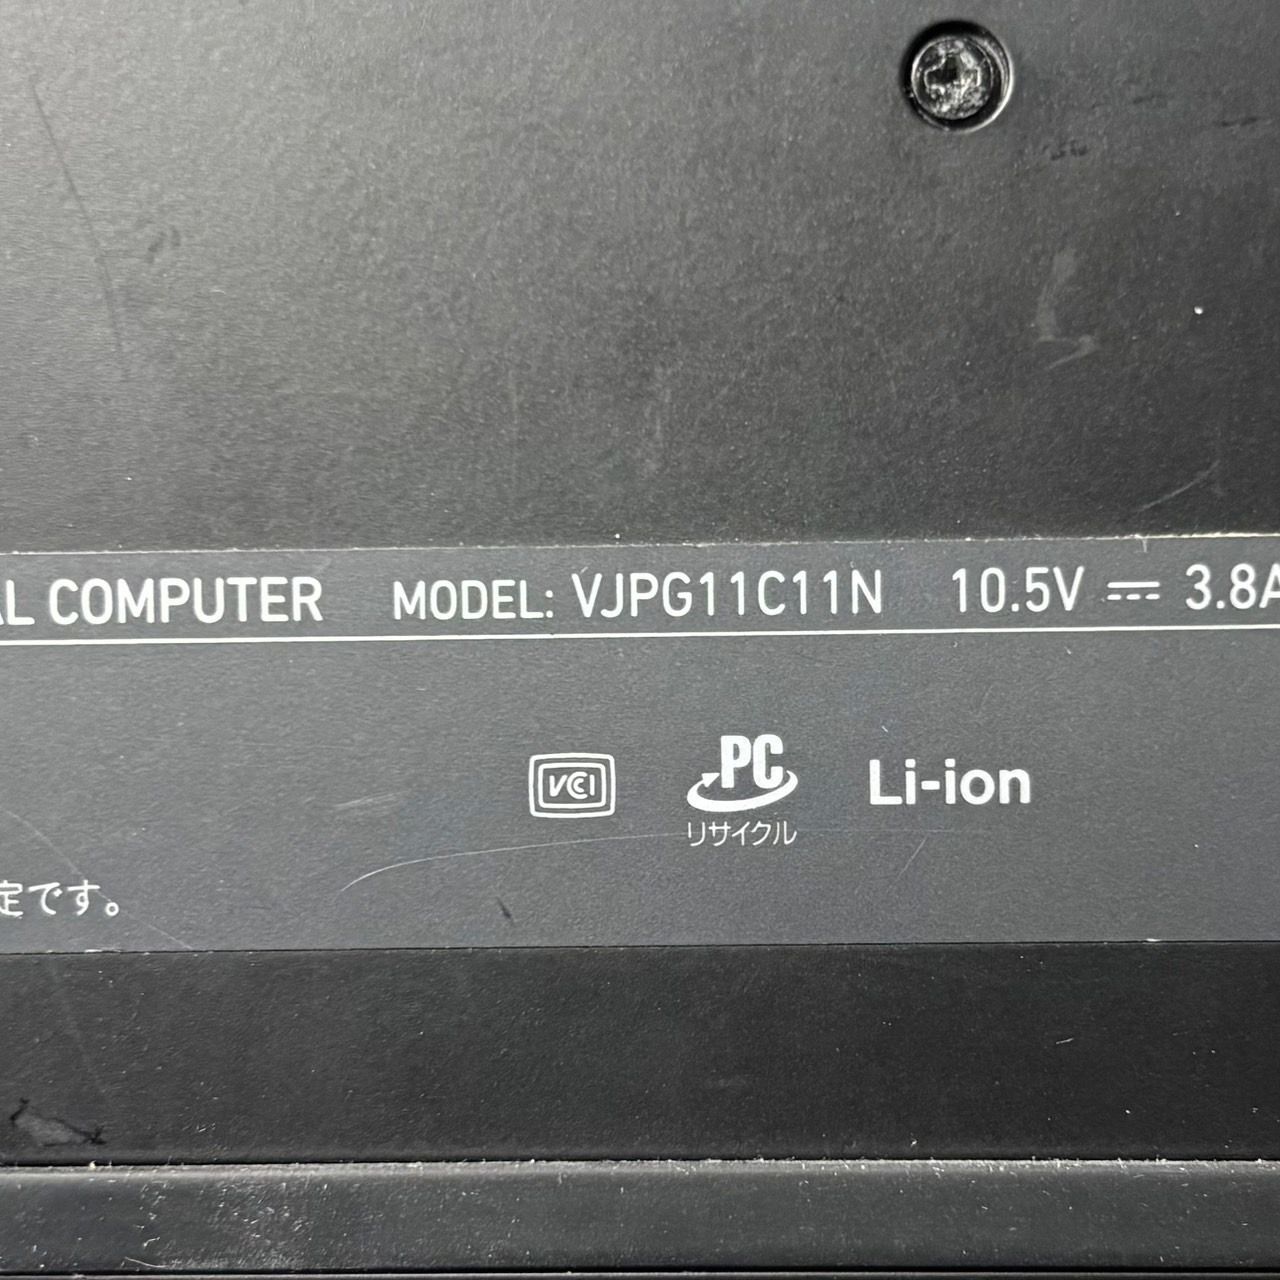 AL COMPUTER MODEL: VJPG11C11N 10.5V ⎓ 3.8A
VCCI PC Li-ion
リサイクル
定です。